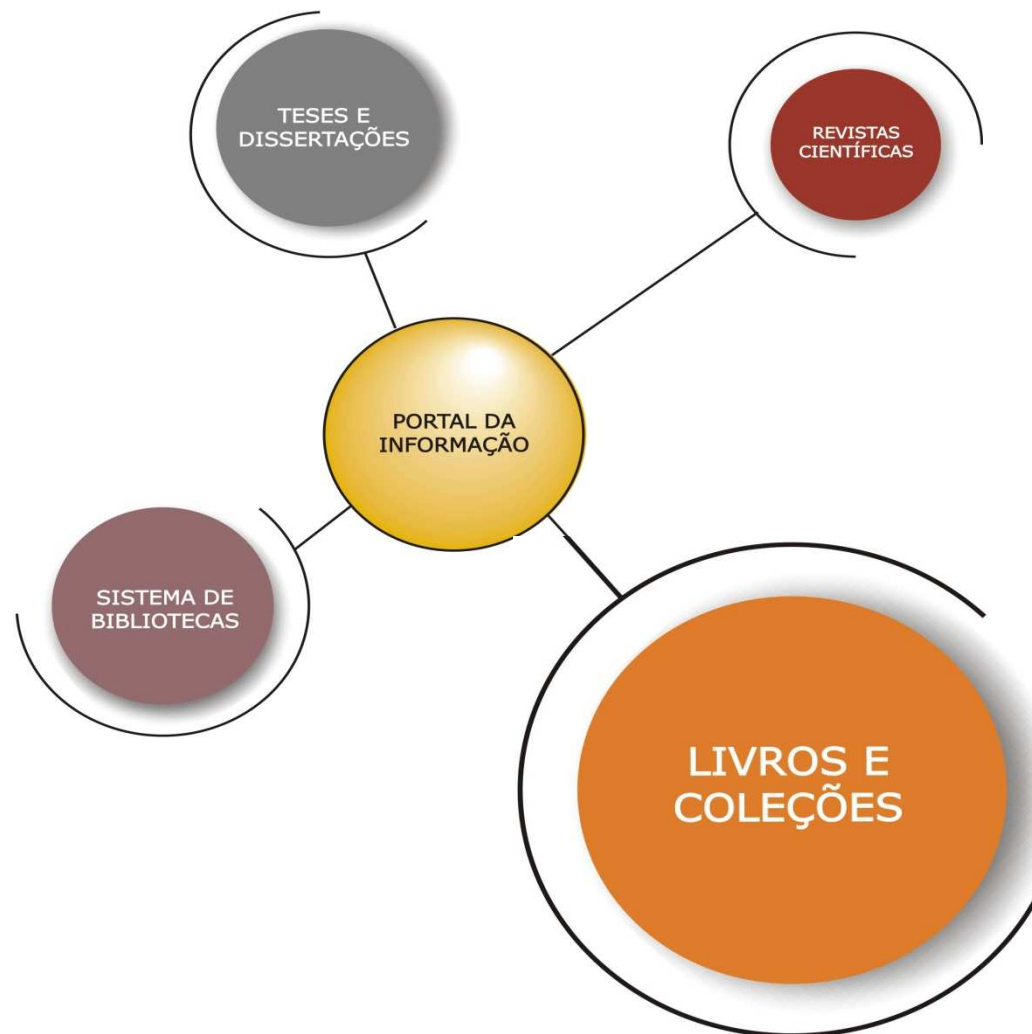 TESES E
DISSERTAÇÕES
REVISTAS
CIENTÍFICAS
PORTAL DA
INFORMAÇÃO
SISTEMA DE
BIBLIOTECAS
LIVROS E
COLEÇÕES